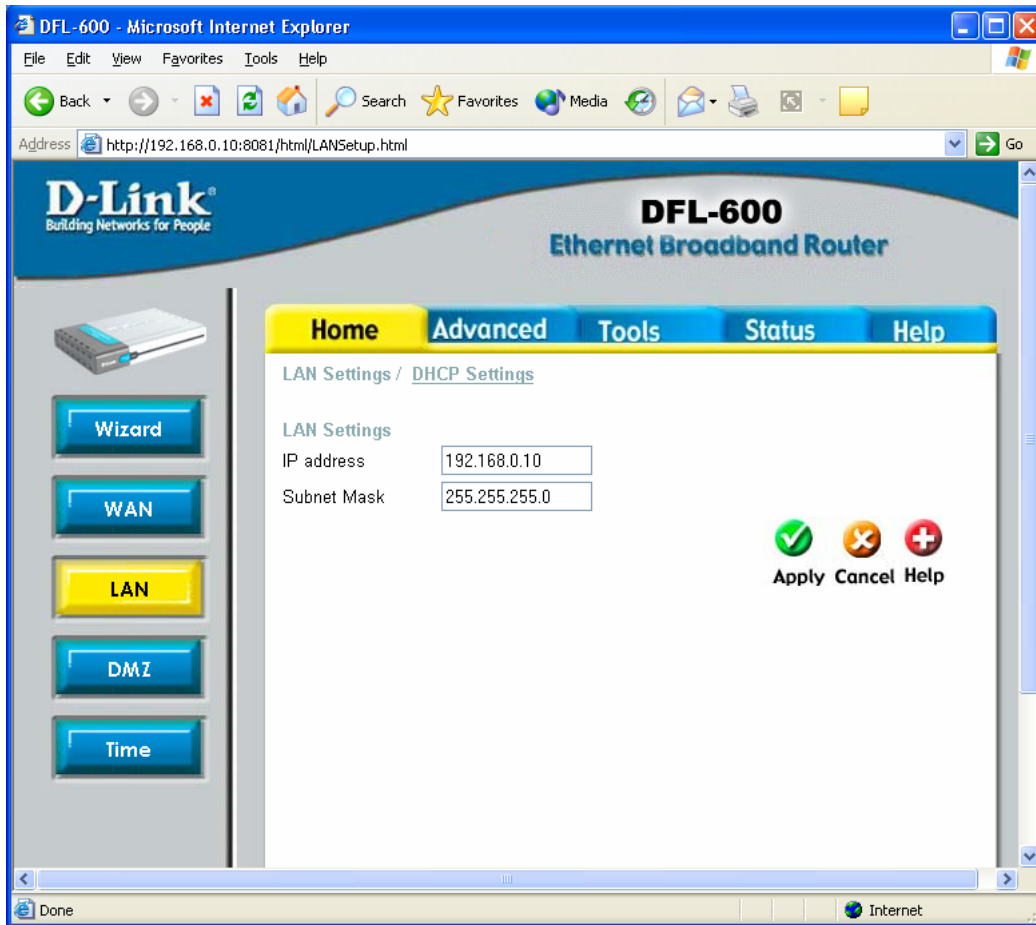 DFL-600 - Microsoft Internet Explorer
File Edit View Favorites Tools Help
Back Search Favorites Media
Address http://192.168.0.10:8081/html/LANSetup.html Go
D-Link®
Building Networks for People
DFL-600
Ethernet Broadband Router
Home Advanced Tools Status Help
LAN Settings / DHCP Settings
Wizard
LAN Settings
IP address 192.168.0.10
Subnet Mask 255.255.255.0
WAN
Apply Cancel Help
LAN
DMZ
Time
Done Internet